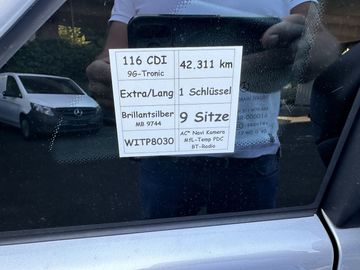 116 CDI
9G-Tronic
42.311 km
Extra/Lang
1 Schlüssel
Brillantsilber
MB 9744
9 Sitze
WITP8030
AC* Navi Kamera
MfL-Temp PDC
BT-Radio